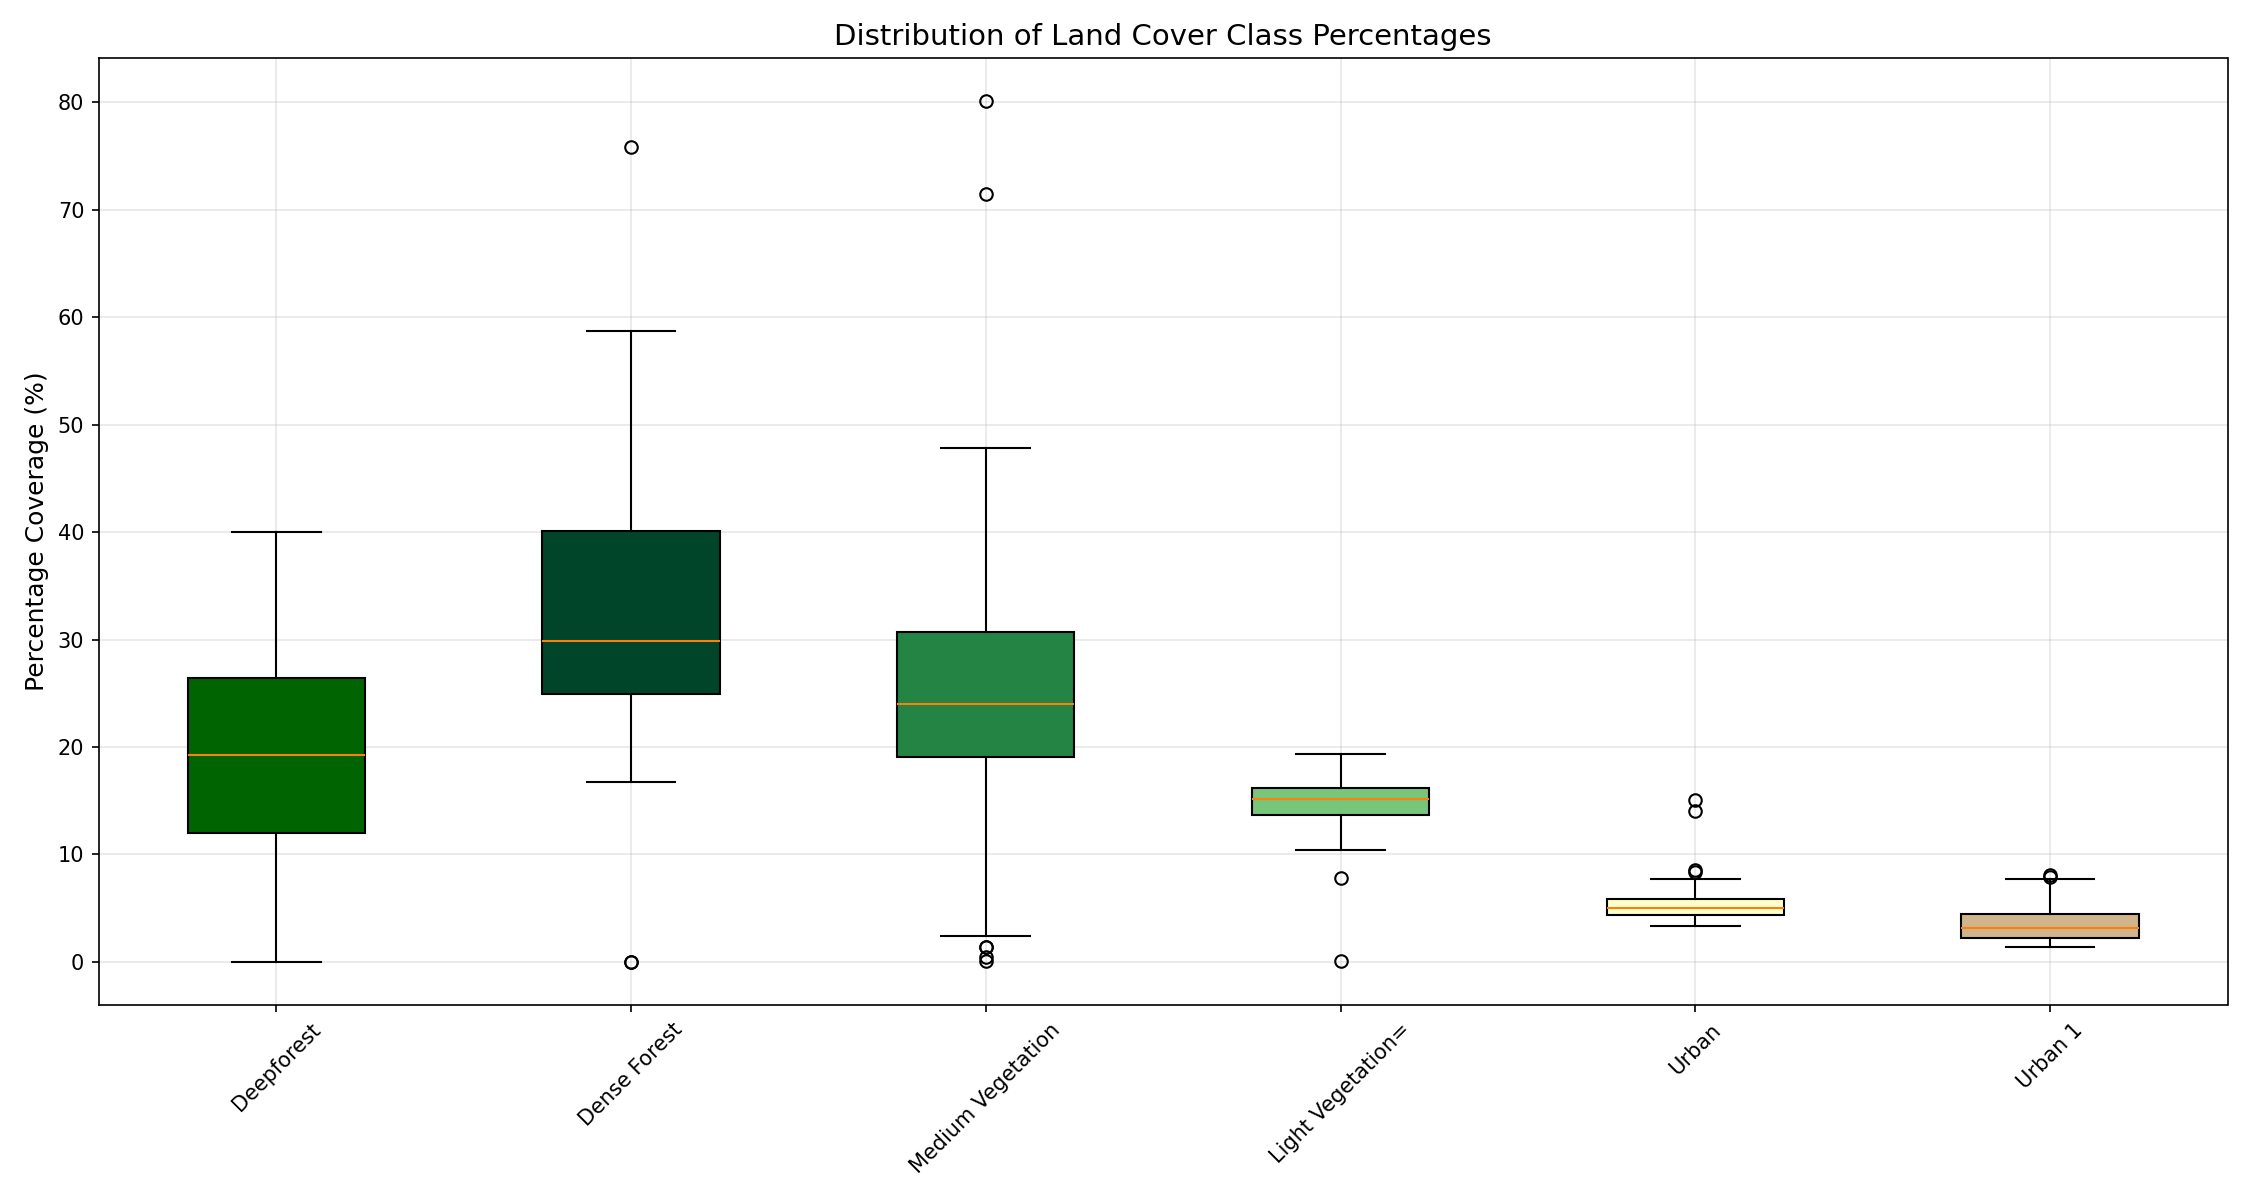 Distribution of Land Cover Class Percentages
Percentage Coverage (%)
80
70
60
50
40
30
20
10
0
Deepforest
Dense Forest
Medium Vegetation
Light Vegetation=
Urban
Urban 1